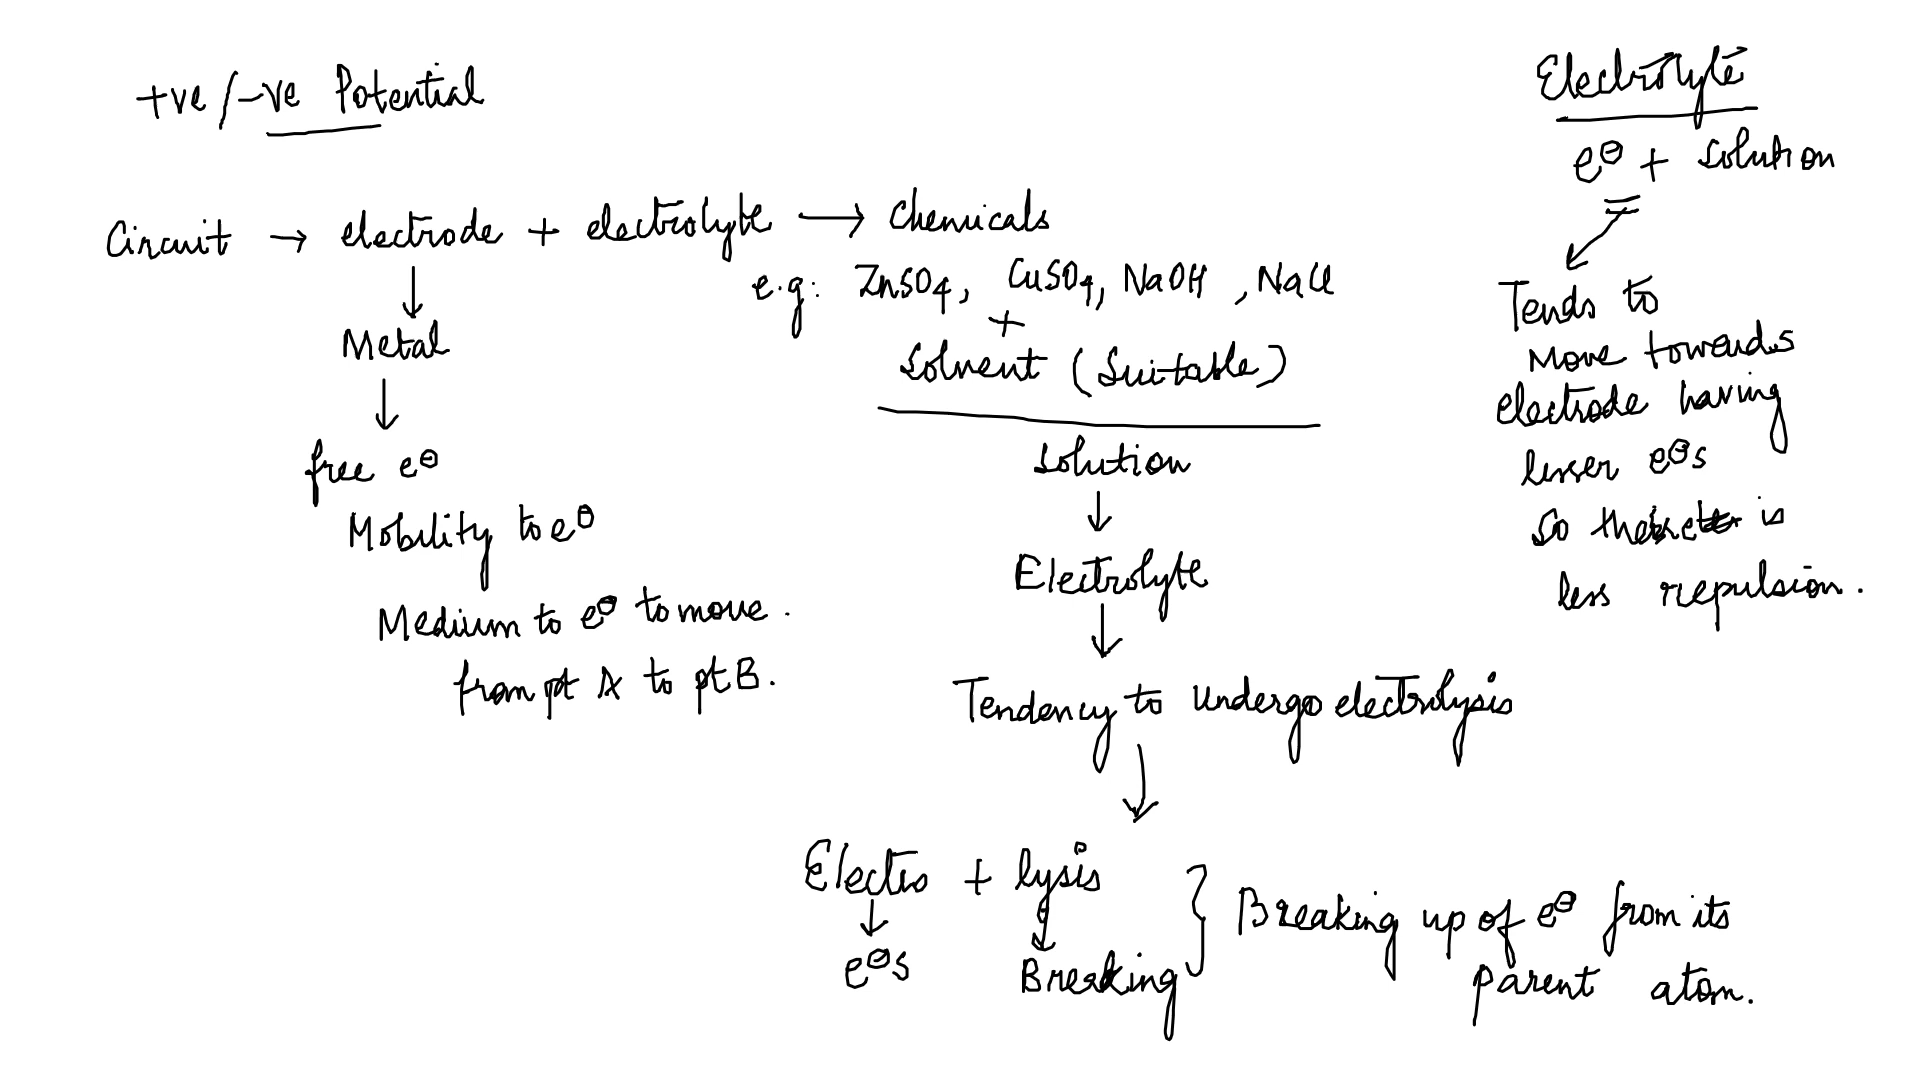 +ve/-ve Potential
Circuit → electrode + electrolyte → chemicals
e.g: ZnSO4, CuSO4, NaOH, NaCl
+
Solvent (Suitable)
Solution
↓
Electrolyte
↓
Tendency to undergo electrolysis
↓
Electro + lysis
↓ ↓
e⊖s Breaking } Breaking up of e⊖ from its
parent atom.
↓
Metal
↓
free e⊖
Mobility to e⊖
Medium to e⊖ to move.
from pt A to pt B.
Electrolyte
e⊖ + Solution
Tends to
Move towards
electrode having
lesser e⊖s
So is
less repulsion.